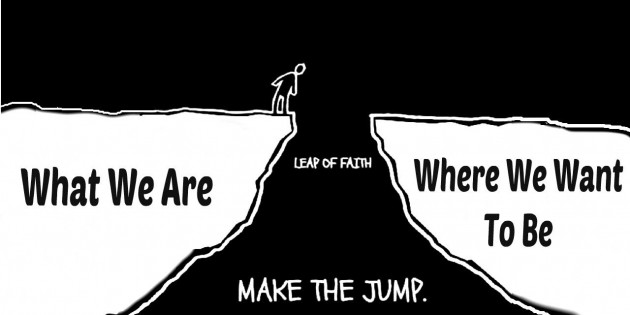 LEAP OF FAITH
What We Are
Where We Want
To Be
MAKE THE JUMP.